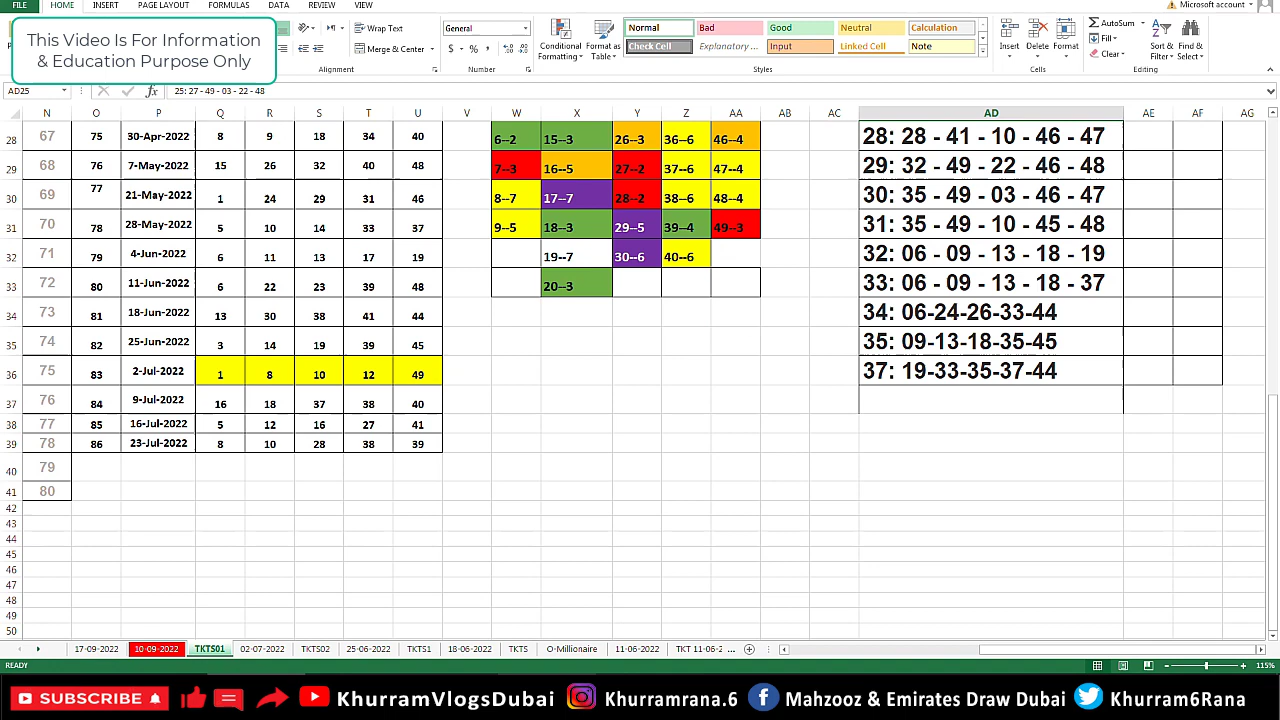 FILE HOME INSERT PAGE LAYOUT FORMULAS DATA REVIEW VIEW Microsoft account
This Video Is For Information
& Education Purpose Only
Wrap Text General Normal Bad Good Neutral Calculation AutoSum
Merge & Center $ % Conditional Formatting Format as Table Check Cell Explanatory ... Input Linked Cell Note Insert Delete Format Fill Clear Sort & Filter Find & Select
Alignment Number Styles Cells Editing
AD25 fx 25: 27 - 49 - 03 - 22 - 48
N O P Q R S T U V W X Y Z AA AB AC AD AE AF AG
28 67 75 30-Apr-2022 8 9 18 34 40 6--2 15--3 26--3 36--6 46--4 28: 28 - 41 - 10 - 46 - 47
29 68 76 7-May-2022 15 26 32 40 48 7--3 16--5 27--2 37--6 47--4 29: 32 - 49 - 22 - 46 - 48
30 69 77 21-May-2022 1 24 29 31 46 8--7 17--7 28--2 38--6 48--4 30: 35 - 49 - 03 - 46 - 47
31 70 78 28-May-2022 5 10 14 33 37 9--5 18--3 29--5 39--4 49--3 31: 35 - 49 - 10 - 45 - 48
32 71 79 4-Jun-2022 6 11 13 17 19 19--7 30--6 40--6 32: 06 - 09 - 13 - 18 - 19
33 72 80 11-Jun-2022 6 22 23 39 48 20--3 33: 06 - 09 - 13 - 18 - 37
34 73 81 18-Jun-2022 13 30 38 41 44 34: 06-24-26-33-44
35 74 82 25-Jun-2022 3 14 19 39 45 35: 09-13-18-35-45
36 75 83 2-Jul-2022 1 8 10 12 49 37: 19-33-35-37-44
37 76 84 9-Jul-2022 16 18 37 38 40
38 77 85 16-Jul-2022 5 12 16 27 41
39 78 86 23-Jul-2022 8 10 28 38 39
40 79
41 80
42
43
44
45
46
47
48
49
50
17-09-2022 10-09-2022 TKTS01 02-07-2022 TKTS02 25-06-2022 TKTS1 18-06-2022 TKTS O-Millionaire 11-06-2022 TKT 11-06-2 ...
READY 115%
SUBSCRIBE KhurramVlogsDubai Khurramrana.6 Mahzooz & Emirates Draw Dubai Khurram6Rana